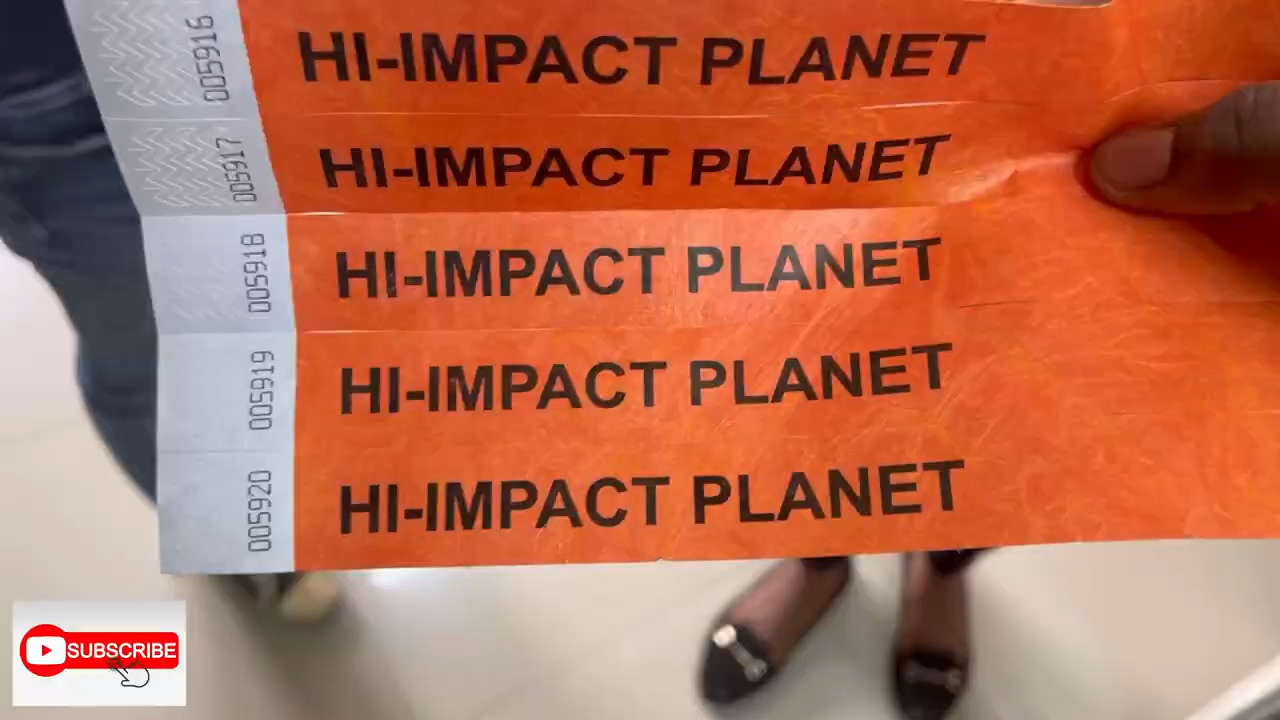 005916 HI-IMPACT PLANET
005917 HI-IMPACT PLANET
005918 HI-IMPACT PLANET
005919 HI-IMPACT PLANET
005920 HI-IMPACT PLANET
SUBSCRIBE